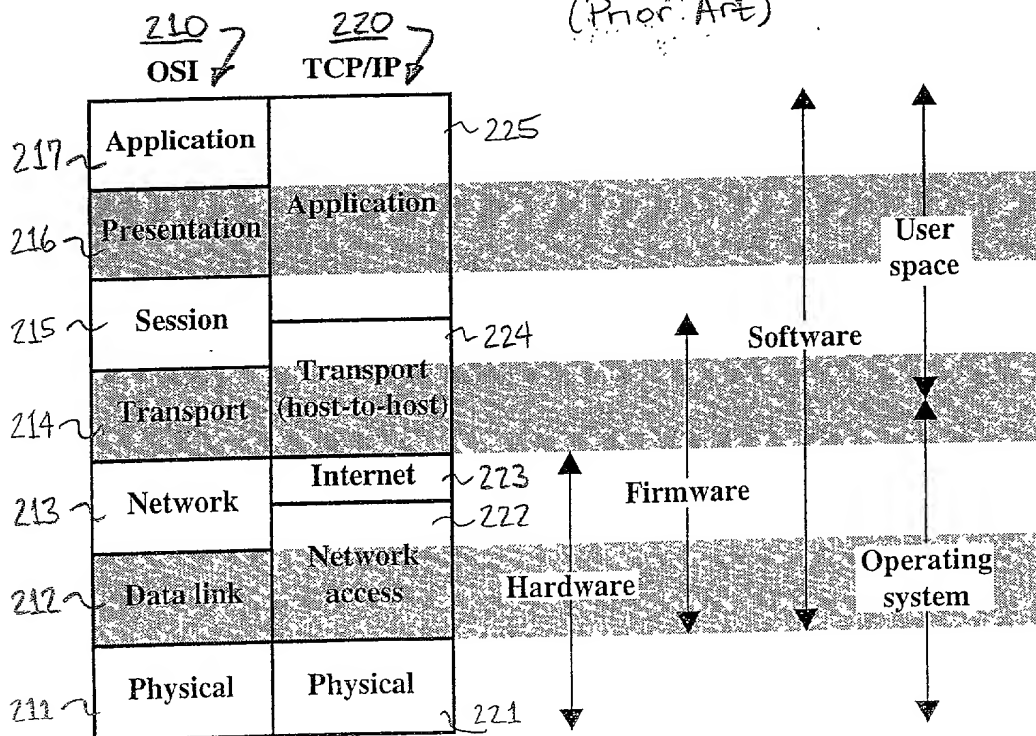 (Prior Art)
210 220
OSI TCP/IP
217 Application
225
Application
216 Presentation
User
space
215 Session
224
Software
Transport
(host-to-host)
214 Transport
Internet 223
213 Network
222
Firmware
Network
access
212 Data link
Hardware
Operating
system
211 Physical
Physical
221